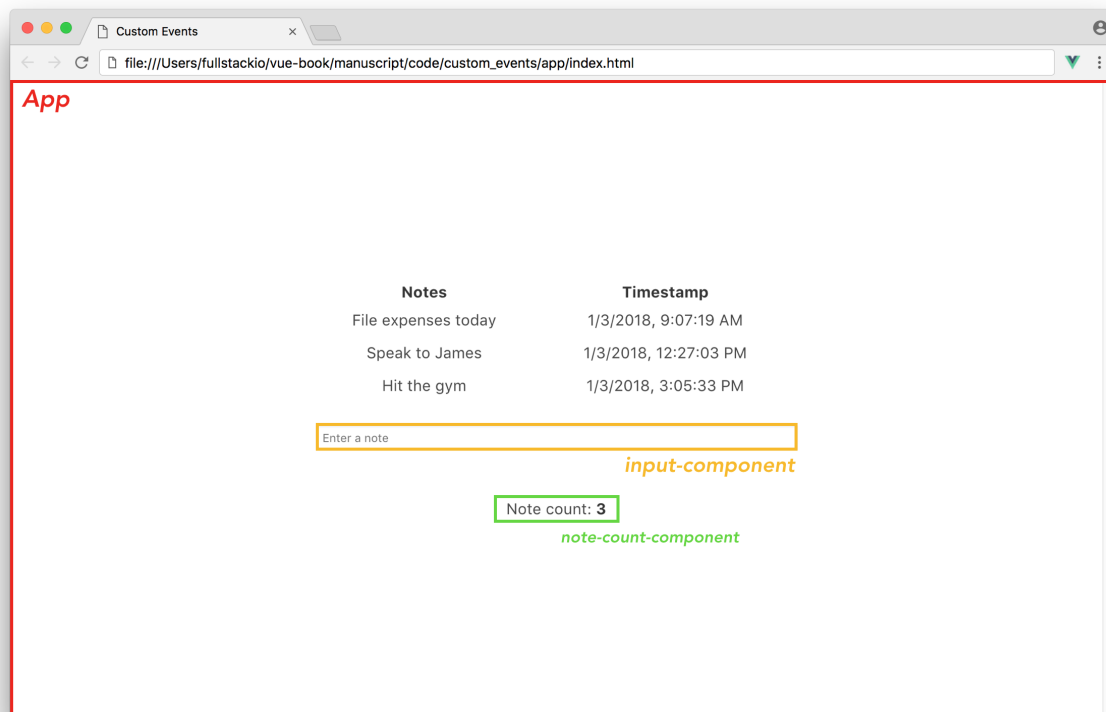 Custom Events
file:///Users/fullstackio/vue-book/manuscript/code/custom_events/app/index.html
App
Notes Timestamp
File expenses today 1/3/2018, 9:07:19 AM
Speak to James 1/3/2018, 12:27:03 PM
Hit the gym 1/3/2018, 3:05:33 PM
Enter a note
input-component
Note count: 3
note-count-component